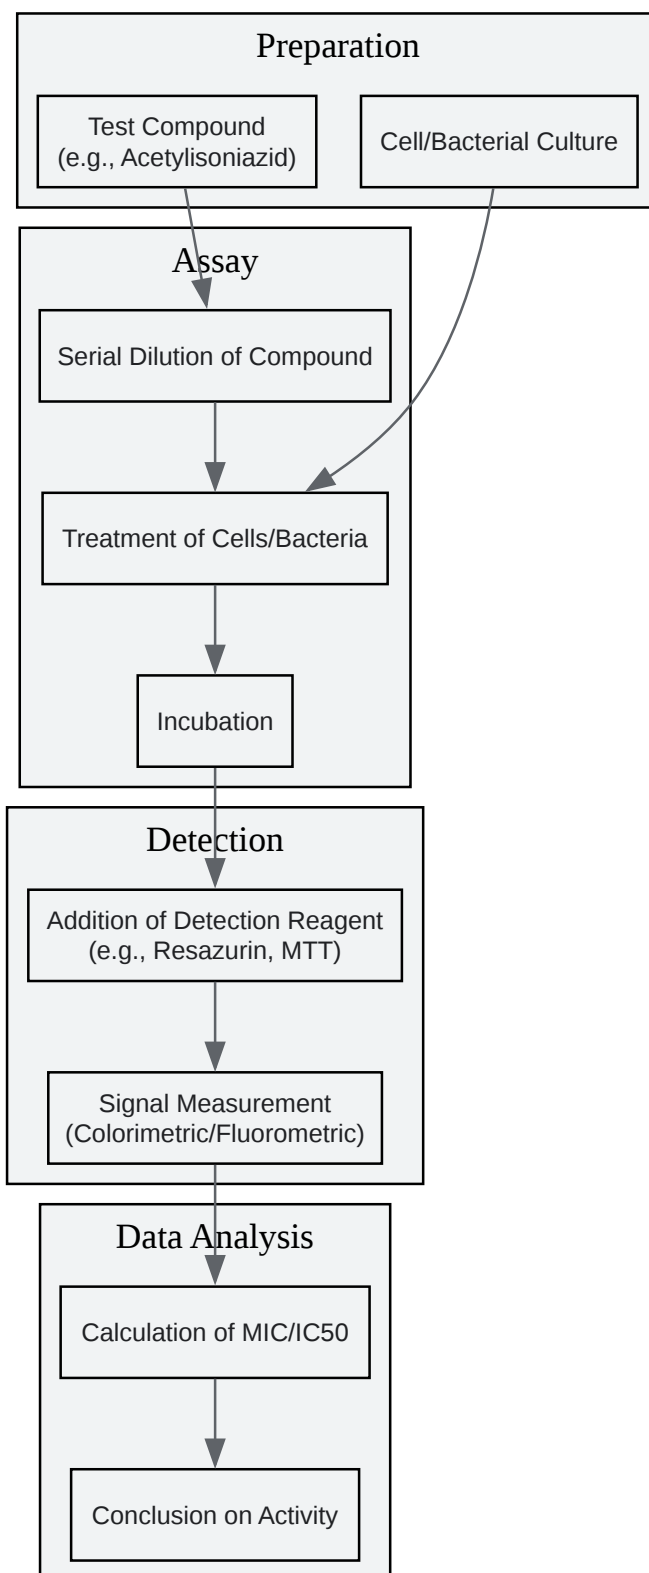 Preparation
Test Compound
(e.g., Acetylisoniazid)
Cell/Bacterial Culture
Assay
Serial Dilution of Compound
Treatment of Cells/Bacteria
Incubation
Detection
Addition of Detection Reagent
(e.g., Resazurin, MTT)
Signal Measurement
(Colorimetric/Fluorometric)
Data Analysis
Calculation of MIC/IC50
Conclusion on Activity